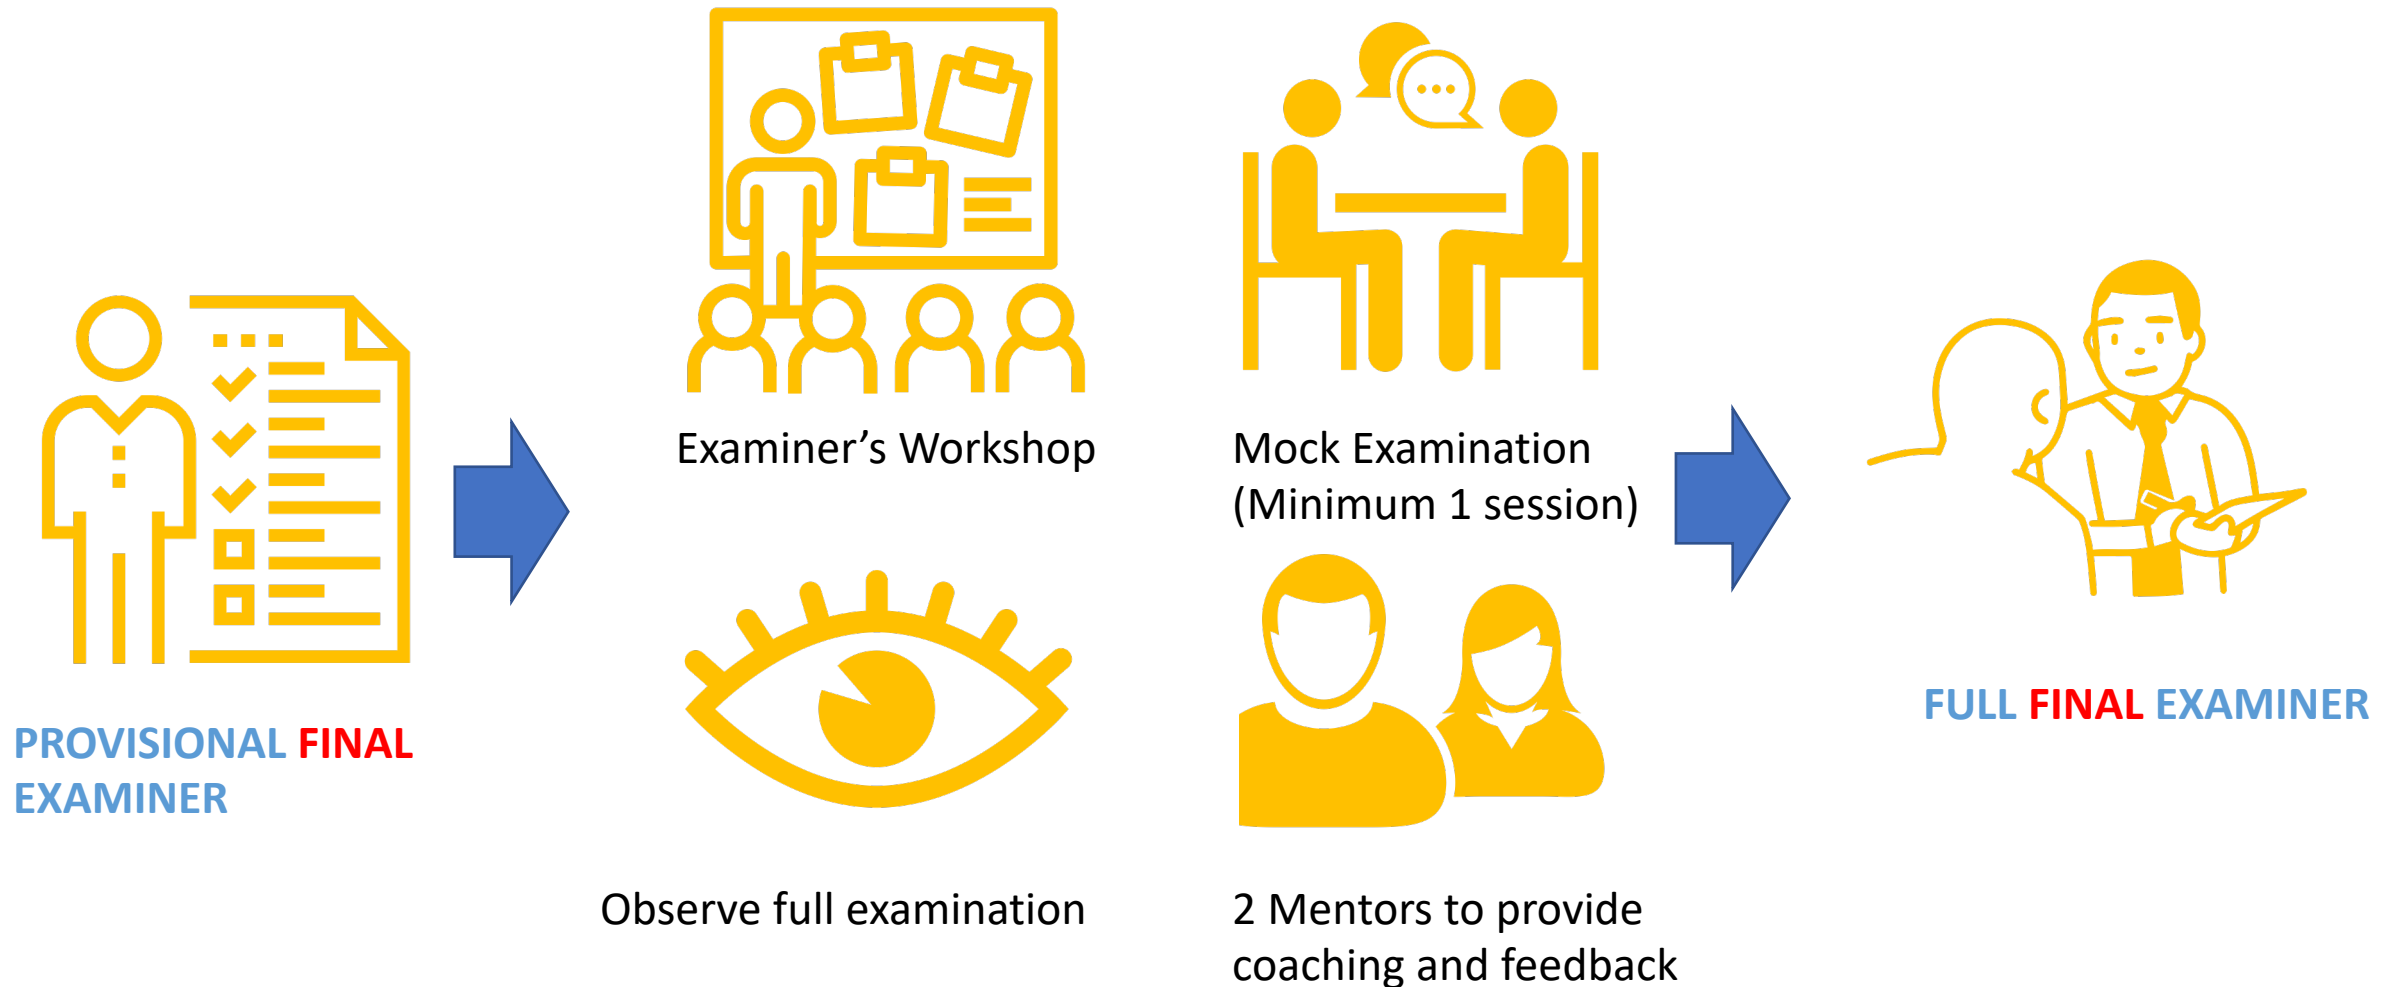 PROVISIONAL FINAL
EXAMINER
Examiner’s Workshop
Mock Examination
(Minimum 1 session)
Observe full examination
2 Mentors to provide
coaching and feedback
FULL FINAL EXAMINER